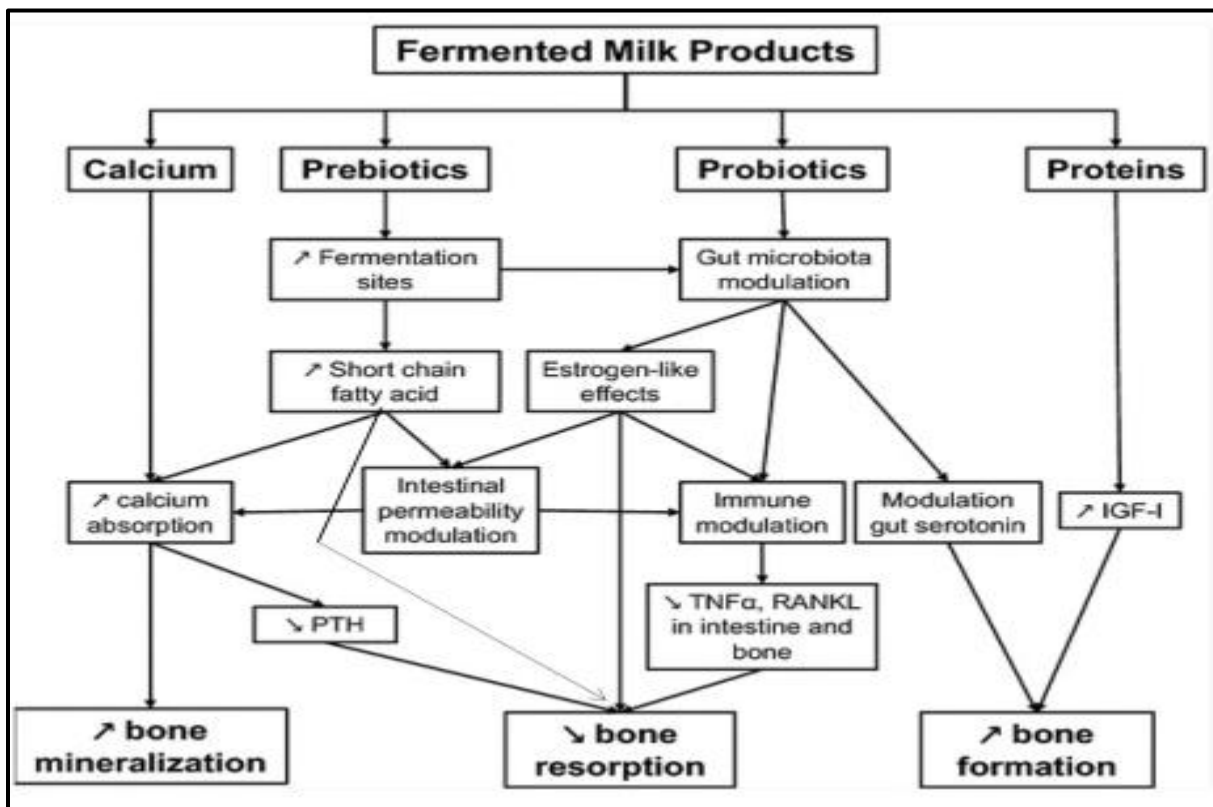 Fermented Milk Products
Calcium
Prebiotics
Probiotics
Proteins
↗ Fermentation
sites
Gut microbiota
modulation
↗ Short chain
fatty acid
Estrogen-like
effects
↗ calcium
absorption
Intestinal
permeability
modulation
Immune
modulation
Modulation
gut serotonin
↗ IGF-I
↘ PTH
↘ TNFα, RANKL
in intestine and
bone
↗ bone
mineralization
↘ bone
resorption
↗ bone
formation